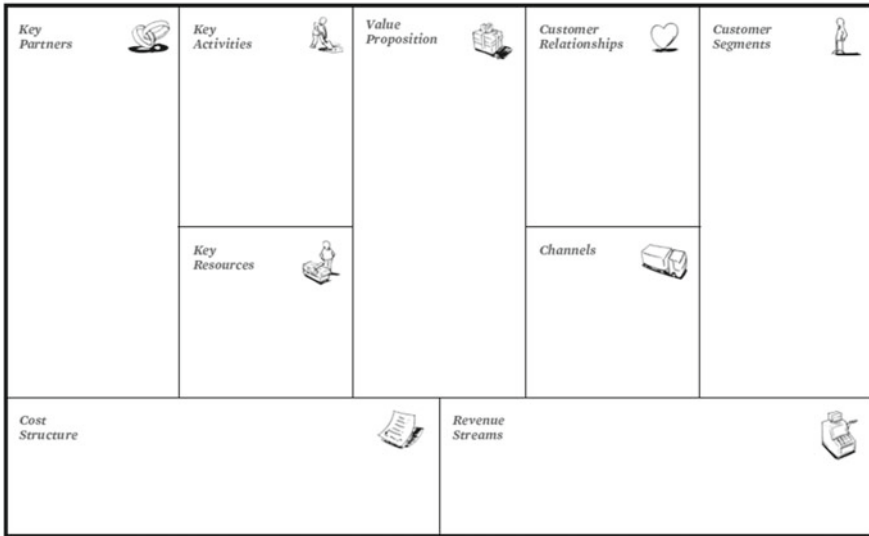 Key
Partners
Key
Activities
Value
Proposition
Customer
Relationships
Customer
Segments
Key
Resources
Channels
Cost
Structure
Revenue
Streams